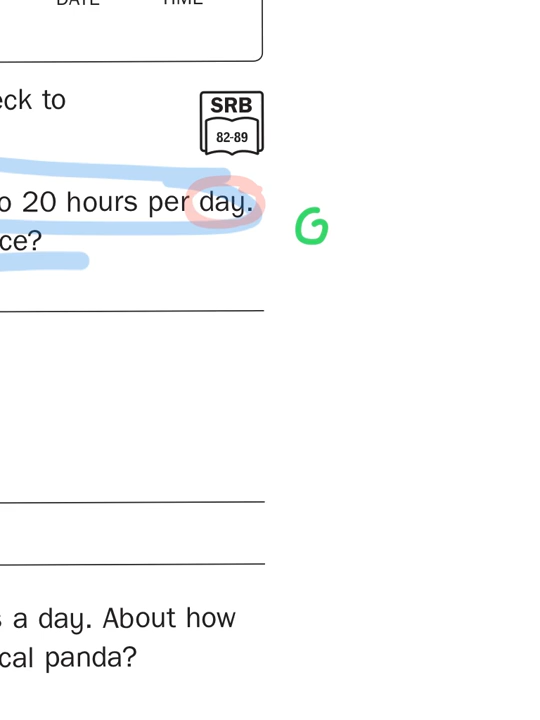 DATE TIME
eck to
SRB
82-89
o 20 hours per day.
G
ce?
s a day. About how
cal panda?